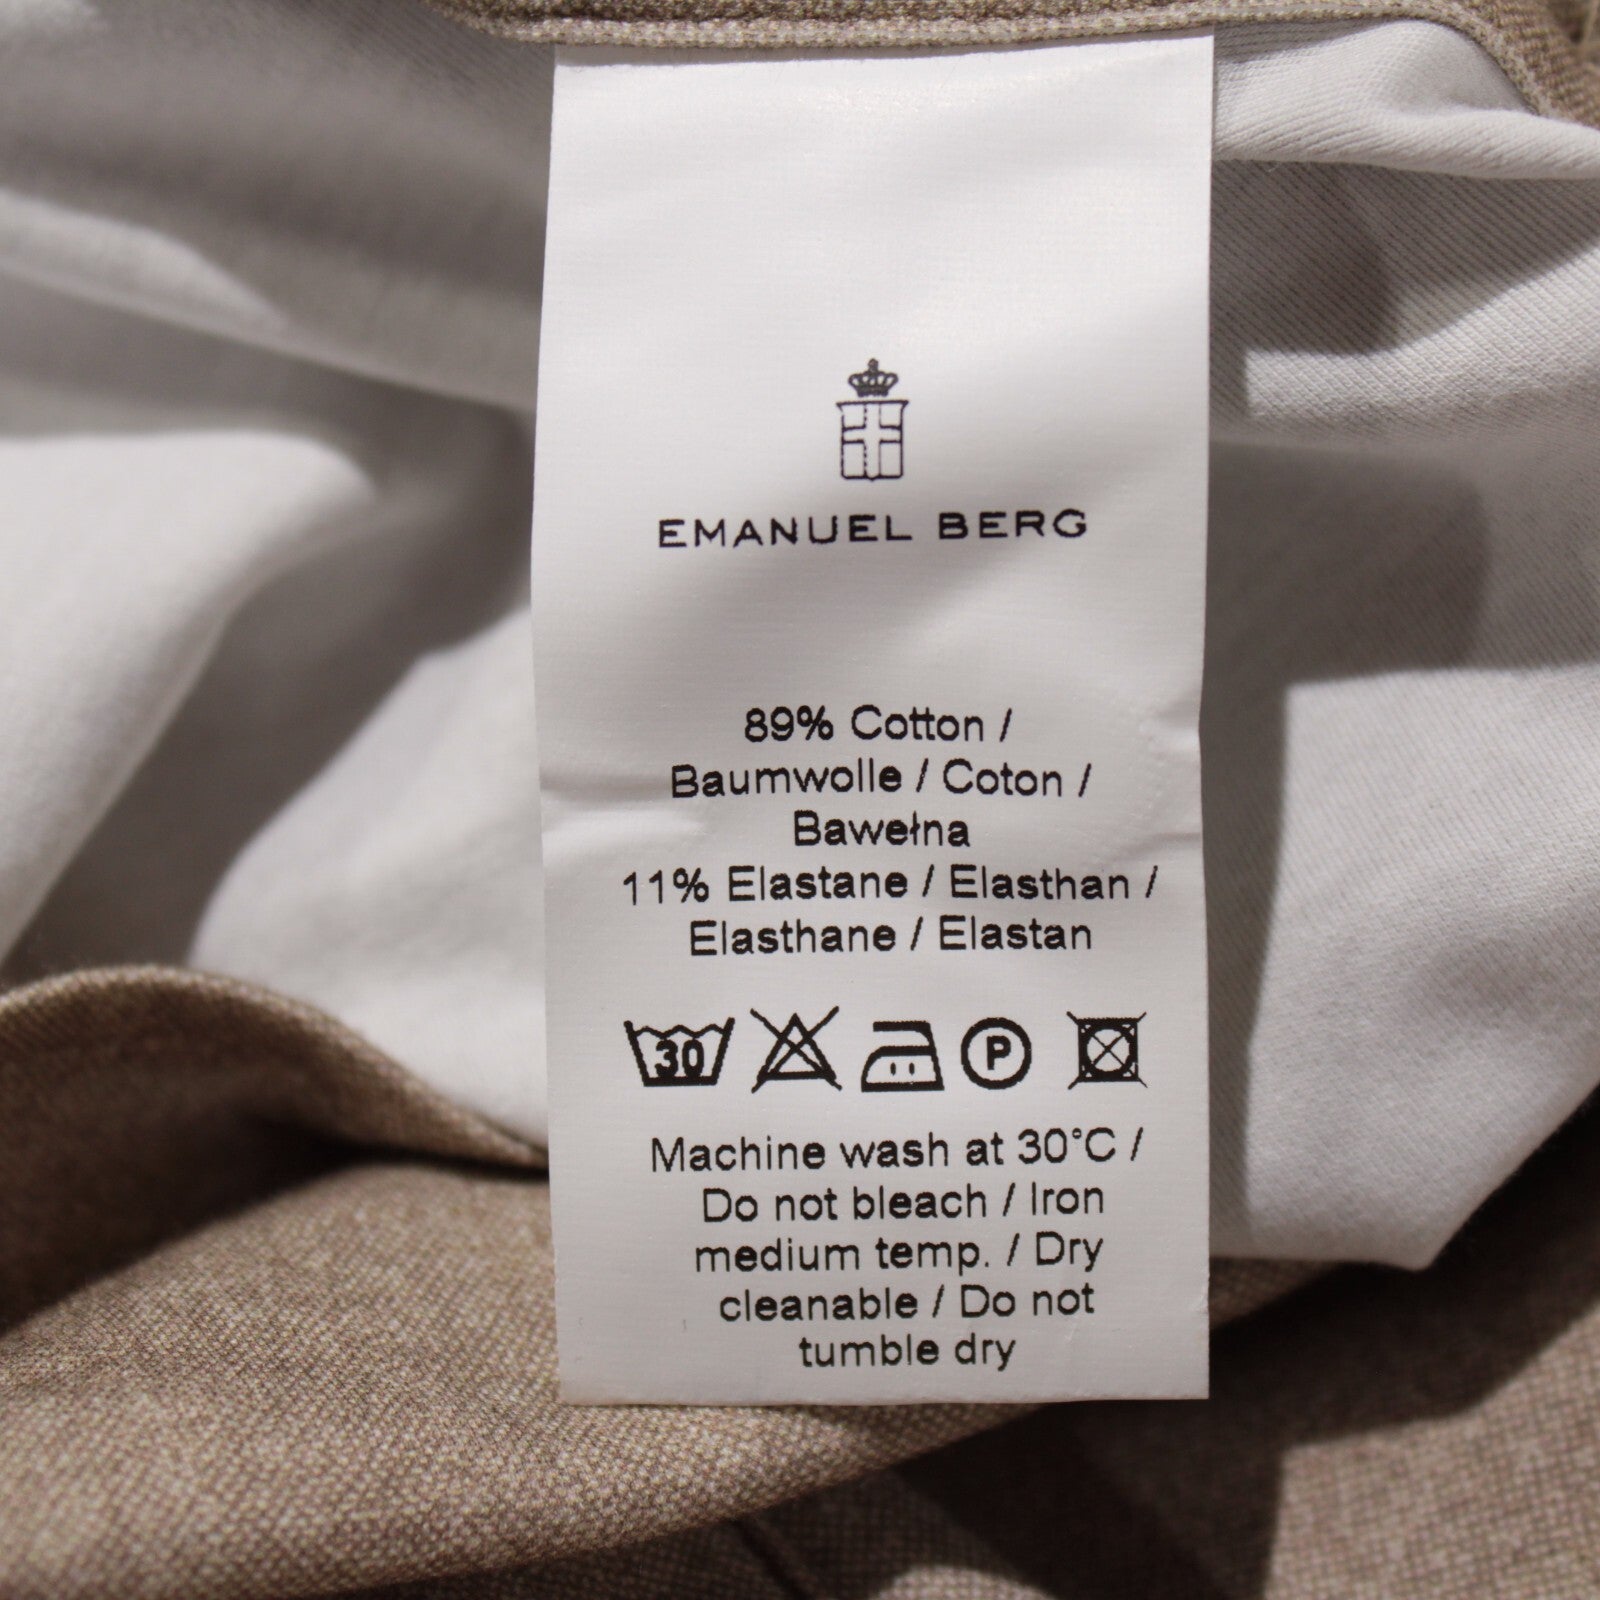 EMANUEL BERG
89% Cotton /
Baumwolle / Coton /
Bawełna
11% Elastane / Elasthan /
Elasthane / Elastan
30 P
Machine wash at 30°C /
Do not bleach / Iron
medium temp. / Dry
cleanable / Do not
tumble dry